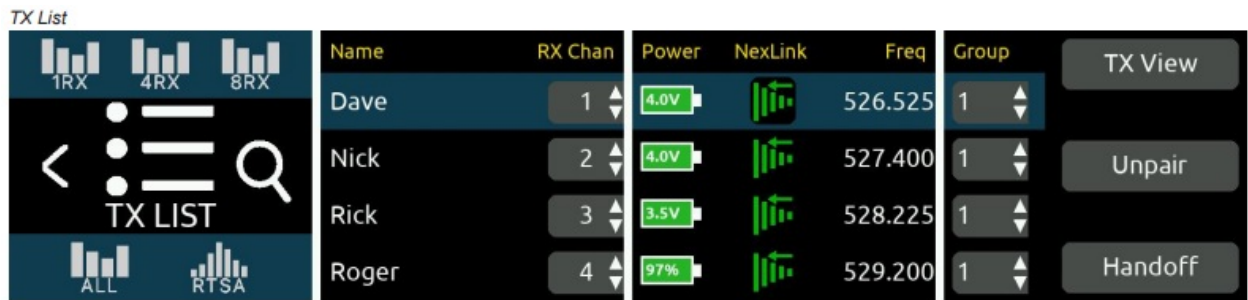 TX List
1RX 4RX 8RX
TX LIST
ALL RTSA
Name RX Chan Power NexLink Freq Group
Dave 1 4.0V 526.525 1
Nick 2 4.0V 527.400 1
Rick 3 3.5V 528.225 1
Roger 4 97% 529.200 1
TX View
Unpair
Handoff